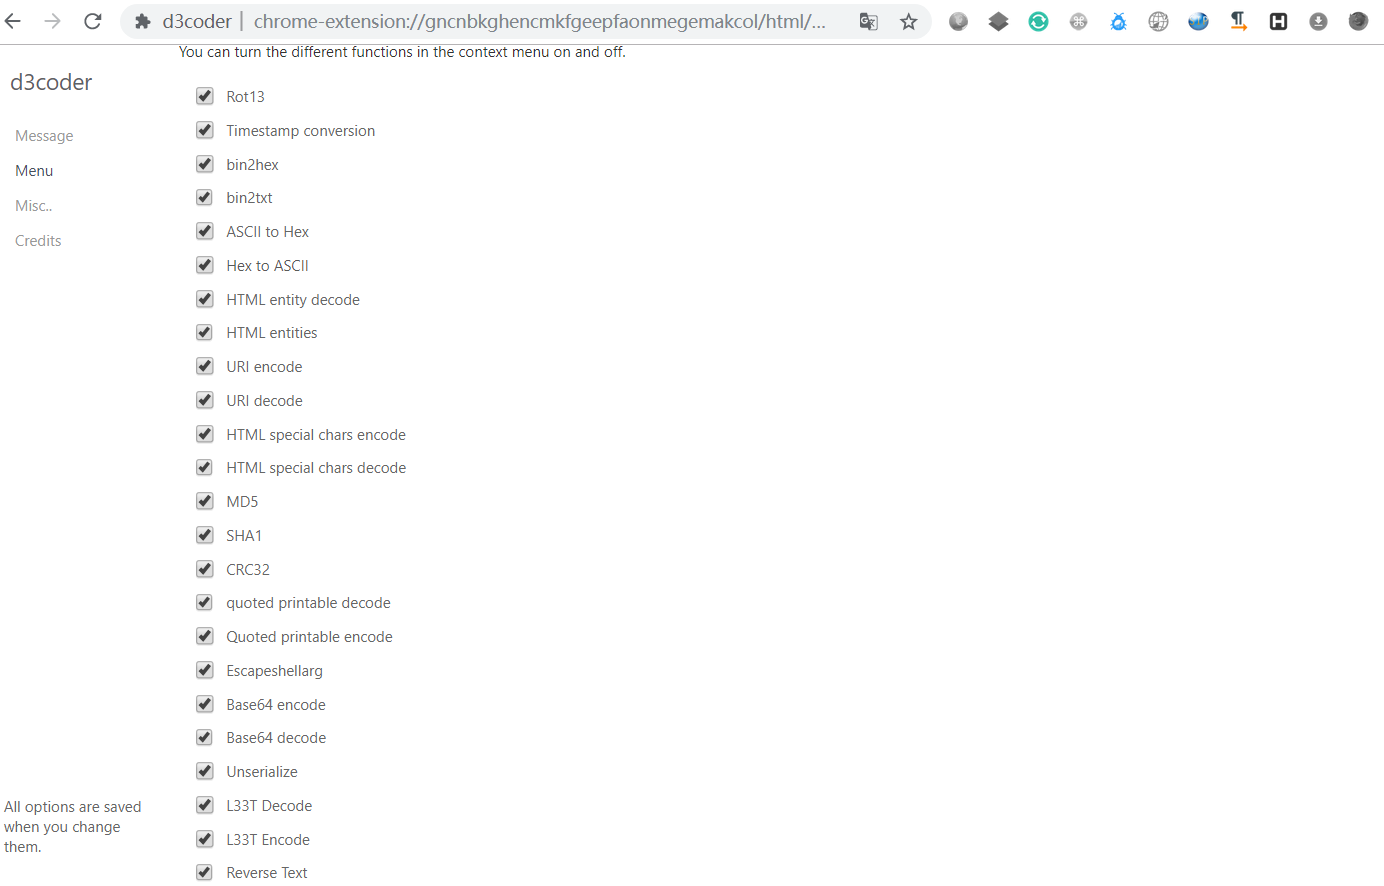 d3coder | chrome-extension://gncnbkghencmkfgeepfaonmegemakcol/html/...
You can turn the different functions in the context menu on and off.
d3coder
Message
Menu
Misc..
Credits
Rot13
Timestamp conversion
bin2hex
bin2txt
ASCII to Hex
Hex to ASCII
HTML entity decode
HTML entities
URI encode
URI decode
HTML special chars encode
HTML special chars decode
MD5
SHA1
CRC32
quoted printable decode
Quoted printable encode
Escapeshellarg
Base64 encode
Base64 decode
Unserialize
L33T Decode
L33T Encode
Reverse Text
All options are saved
when you change
them.